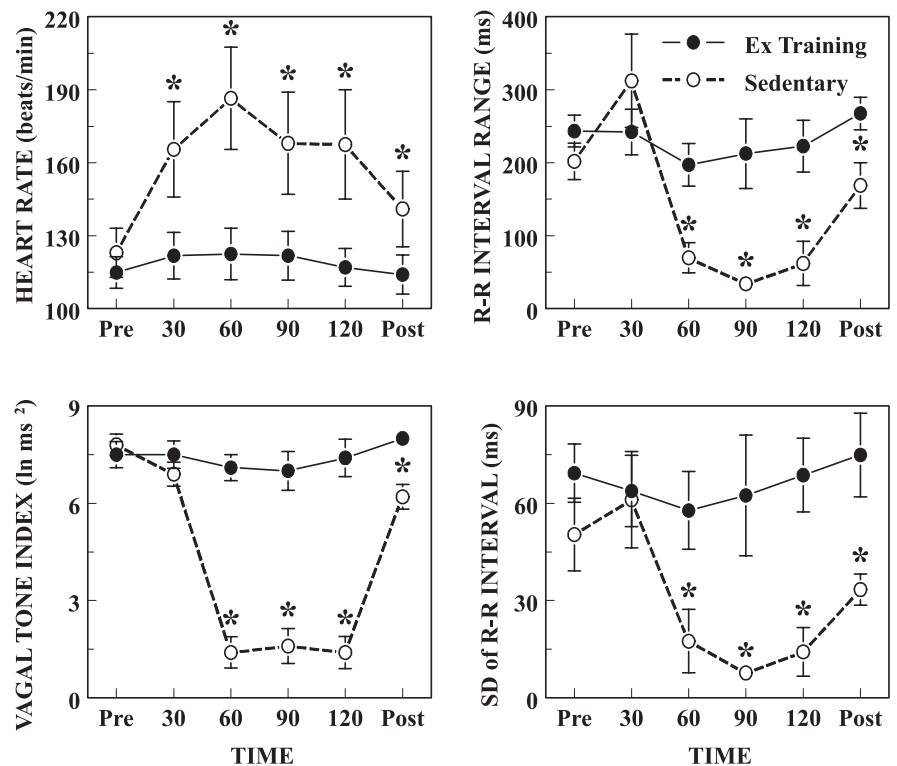 HEART RATE (beats/min)
220
190
160
130
100
* * * * *
Pre 30 60 90 120 Post
R-R INTERVAL RANGE (ms)
400
300
200
100
0
Ex Training
Sedentary
* * * *
Pre 30 60 90 120 Post
VAGAL TONE INDEX (ln ms ²)
9
6
3
0
* * * *
Pre 30 60 90 120 Post
TIME
SD of R-R INTERVAL (ms)
90
60
30
0
* * * *
Pre 30 60 90 120 Post
TIME